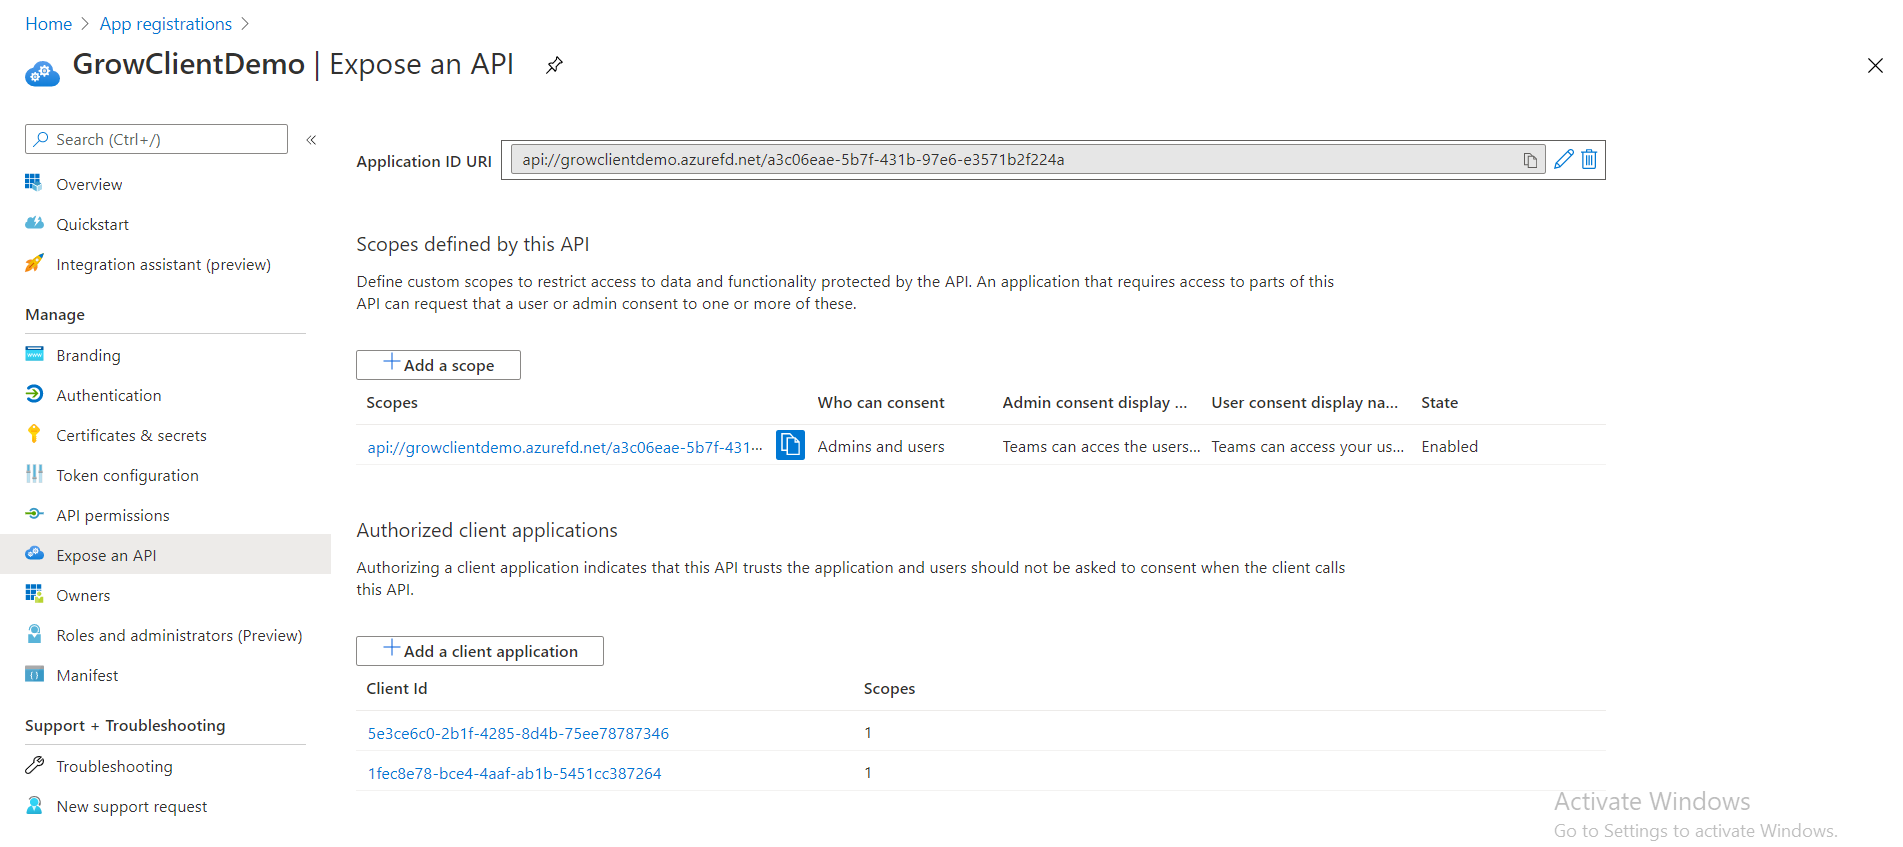 Home > App registrations >
GrowClientDemo | Expose an API
Search (Ctrl+/)
«
Overview
Quickstart
Integration assistant (preview)
Manage
Branding
Authentication
Certificates & secrets
Token configuration
API permissions
Expose an API
Owners
Roles and administrators (Preview)
Manifest
Support + Troubleshooting
Troubleshooting
New support request
Application ID URI
api://growclientdemo.azurefd.net/a3c06eae-5b7f-431b-97e6-e3571b2f224a
Scopes defined by this API
Define custom scopes to restrict access to data and functionality protected by the API. An application that requires access to parts of this
API can request that a user or admin consent to one or more of these.
+ Add a scope
Scopes Who can consent Admin consent display ... User consent display na... State
api://growclientdemo.azurefd.net/a3c06eae-5b7f-431... Admins and users Teams can acces the users... Teams can access your us... Enabled
Authorized client applications
Authorizing a client application indicates that this API trusts the application and users should not be asked to consent when the client calls
this API.
+ Add a client application
Client Id Scopes
5e3ce6c0-2b1f-4285-8d4b-75ee78787346 1
1fec8e78-bce4-4aaf-ab1b-5451cc387264 1
Activate Windows
Go to Settings to activate Windows.